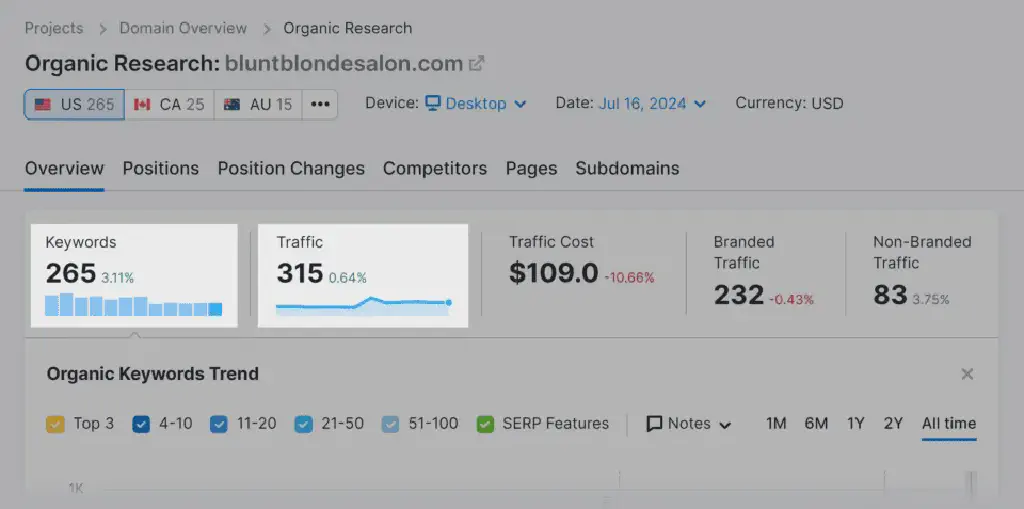 Projects > Domain Overview > Organic Research
Organic Research: bluntblondesalon.com
US 265 CA 25 AU 15 ••• Device: Desktop Date: Jul 16, 2024 Currency: USD
Overview Positions Position Changes Competitors Pages Subdomains
Keywords
265 3.11%
Traffic
315 0.64%
Traffic Cost
$109.0 -10.66%
Branded
Traffic
232 -0.43%
Non-Branded
Traffic
83 3.75%
Organic Keywords Trend
Top 3 4-10 11-20 21-50 51-100 SERP Features Notes 1M 6M 1Y 2Y All time
1K